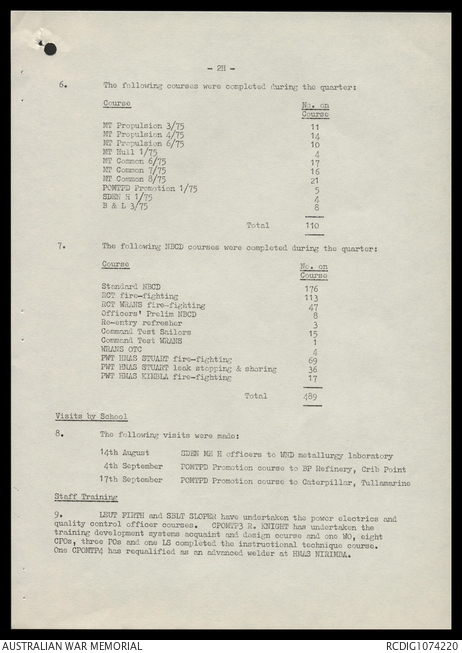 - 2H -
6. The following courses were completed during the quarter:
Course No. on
Course
MT Propulsion 3/75 11
MT Propulsion 4/75 14
MT Propulsion 6/75 10
MT Hull 1/75 4
MT Common 6/75 17
MT Common 7/75 16
MT Common 8/75 21
POMTPD Promotion 1/75 5
SDEN H 1/75 4
B & L 3/75 8
Total 110
7. The following NBCD courses were completed during the quarter:
Course No. on
Course
Standard NBCD 176
RCT fire-fighting 113
RCT WRANS fire-fighting 47
Officers' Prelim NBCD 8
Re-entry refresher 3
Command Test Sailors 15
Command Test WRANS 1
WRANS OTC 4
PWT HMAS STUART fire-fighting 69
PWT HMAS STUART leak stopping & shoring 36
PWT HMAS KIMBLA fire-fighting 17
Total 489
Visits by School
8. The following visits were made:
14th August SDEN ME H officers to WND metallurgy laboratory
4th September POMTPD Promotion course to BP Refinery, Crib Point
17th September POMTPD Promotion course to Caterpillar, Tullamarine
Staff Training
9. LEUT FIRTH and SBLT SLOPER have undertaken the power electrics and
quality control officer courses. CPOMTP3 R. KNIGHT has undertaken the
training development systems acquaint and design course and one WO, eight
CPOs, three POs and one LS completed the instructional technique course.
One CPOMTP4 has requalified as an advanced welder at HMAS NIRIMBA.
AUSTRALIAN WAR MEMORIAL RCDIG1074220